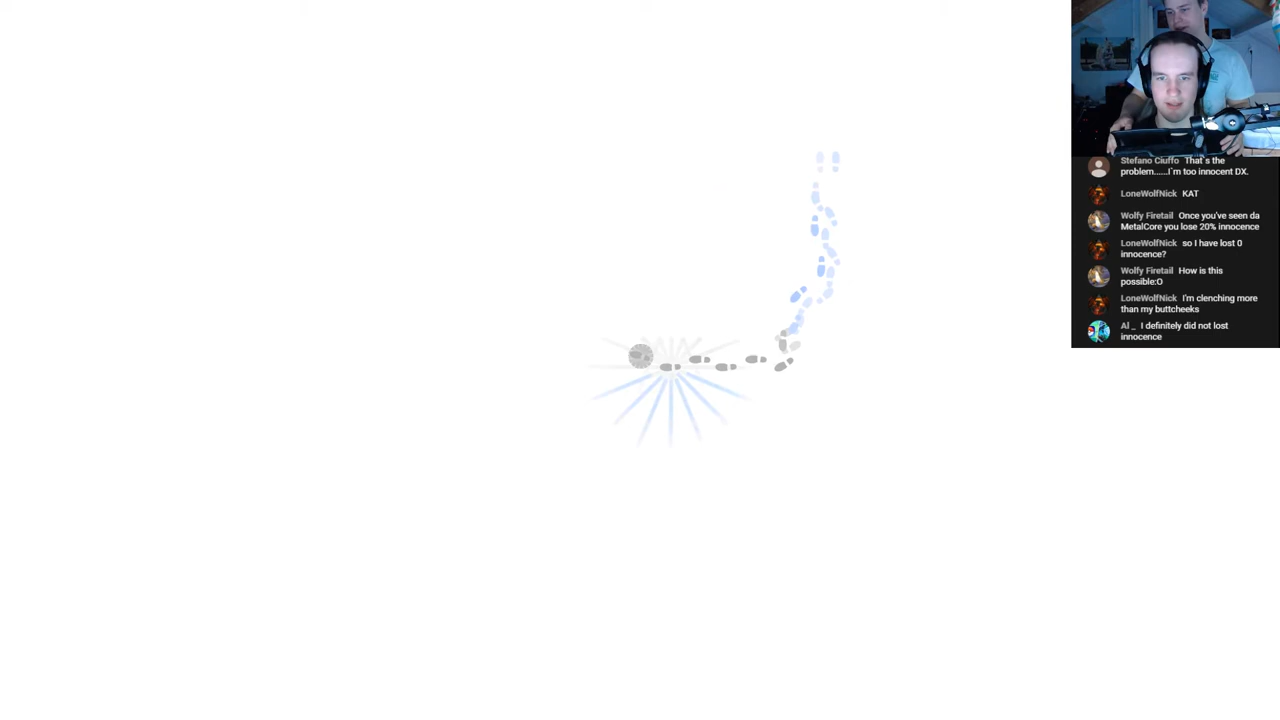 Stefano Ciuffo That's the
problem......I`m too innocent DX.
LoneWolfNick KAT
Wolfy Firetail Once you've seen da
MetalCore you lose 20% innocence
LoneWolfNick so I have lost 0
innocence?
Wolfy Firetail How is this
possible:O
LoneWolfNick I'm clenching more
than my buttcheeks
Al _ I definitely did not lost
innocence